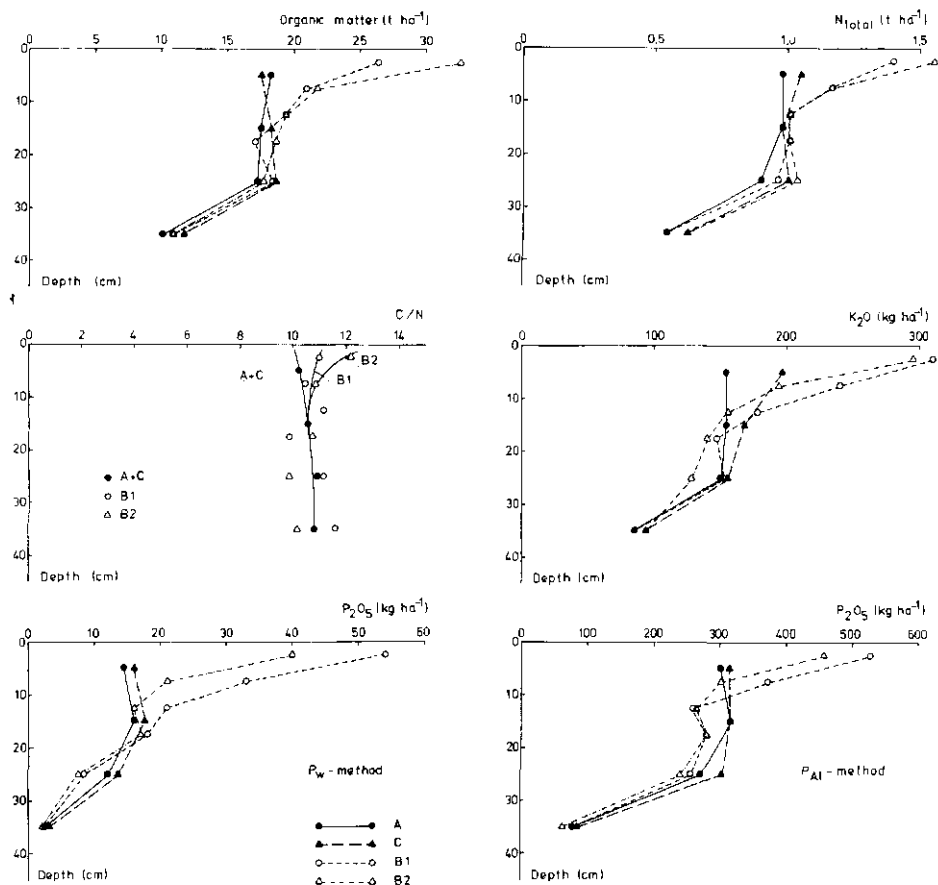 Organic matter (t ha⁻¹)
0 5 10 15 20 25 30
0
10
20
30
40
Depth (cm)
N total (t ha⁻¹)
0,5 1,0 1,5
0
10
20
30
40
Depth (cm)
C/N
0 2 4 6 8 10 12 14
0
10
20
30
40
A+C
B2
B1
A+C
B1
B2
Depth (cm)
K₂O (kg ha⁻¹)
100 200 300
0
10
20
30
40
Depth (cm)
P₂O₅ (kg ha⁻¹)
0 10 20 30 40 50 60
0
10
20
30
40
Pw-method
Depth (cm)
A
C
B1
B2
P₂O₅ (kg ha⁻¹)
0 100 200 300 400 500 600
0
10
20
30
40
PAl-method
Depth (cm)